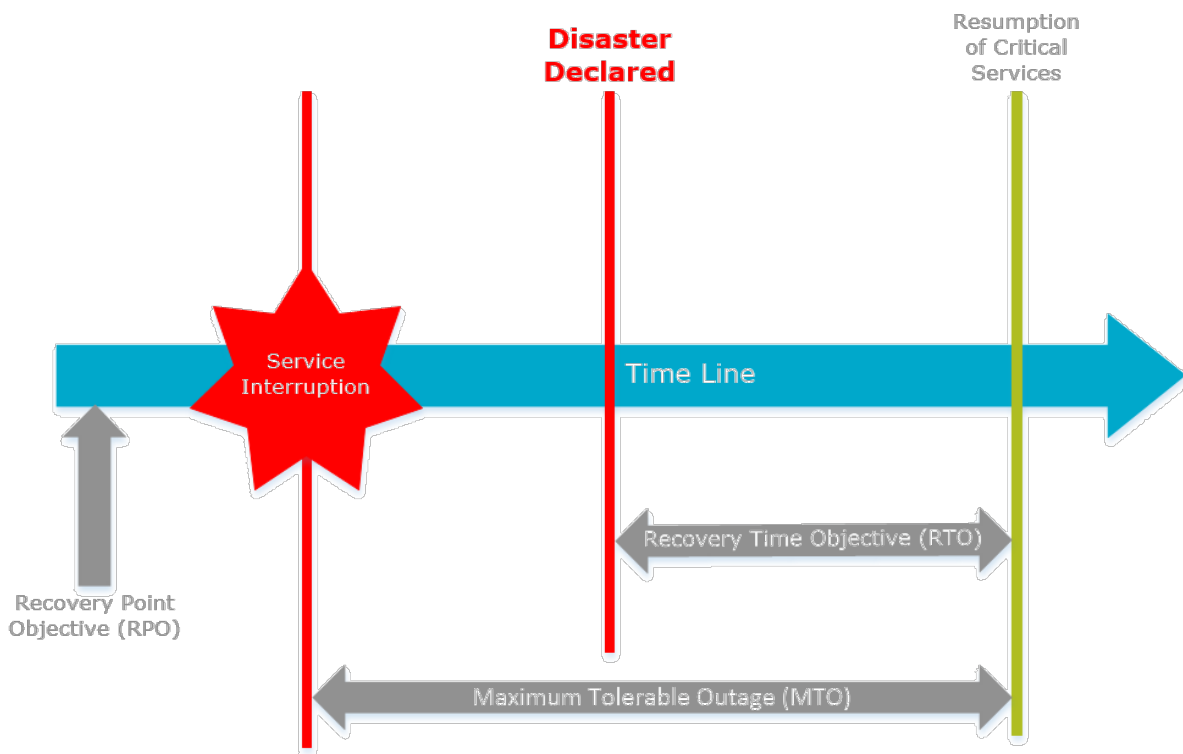 Disaster
Declared
Resumption
of Critical
Services
Service
Interruption
Time Line
Recovery Time Objective (RTO)
Recovery Point
Objective (RPO)
Maximum Tolerable Outage (MTO)